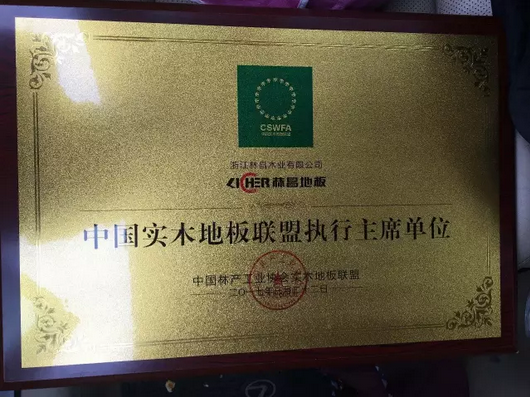 CSWFA
浙江林昌木业有限公司
LICHER 林昌地板
中国实木地板联盟执行主席单位
中国林产工业协会实木地板联盟